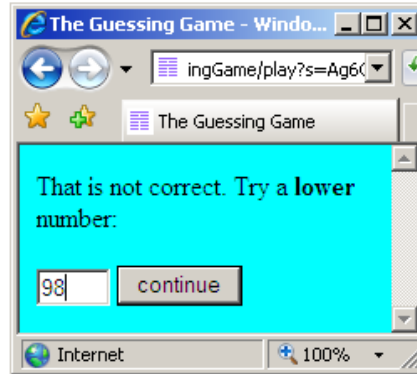 The Guessing Game - Windo...
ingGame/play?s=Ag6
The Guessing Game
That is not correct. Try a lower
number:
98
continue
Internet
100%